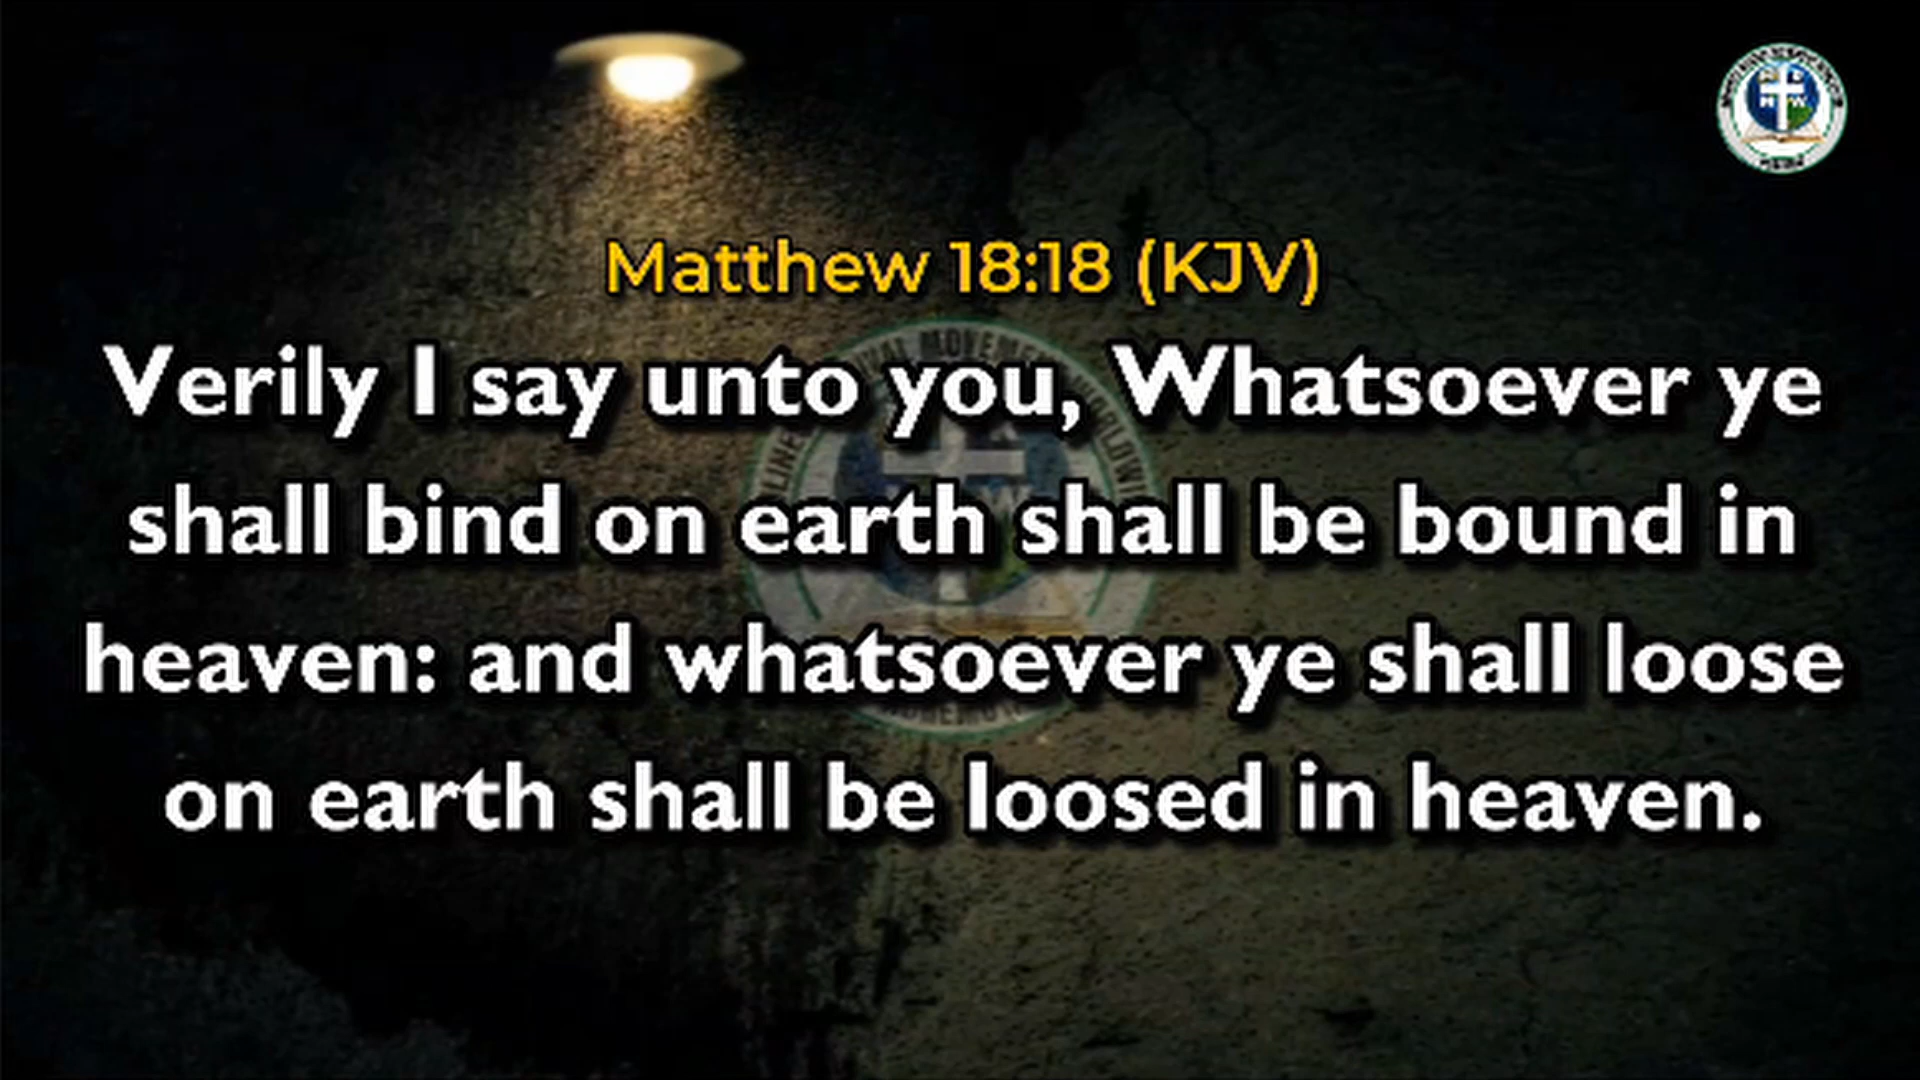 Matthew 18:18 (KJV)
Verily I say unto you, Whatsoever ye
shall bind on earth shall be bound in
heaven: and whatsoever ye shall loose
on earth shall be loosed in heaven.